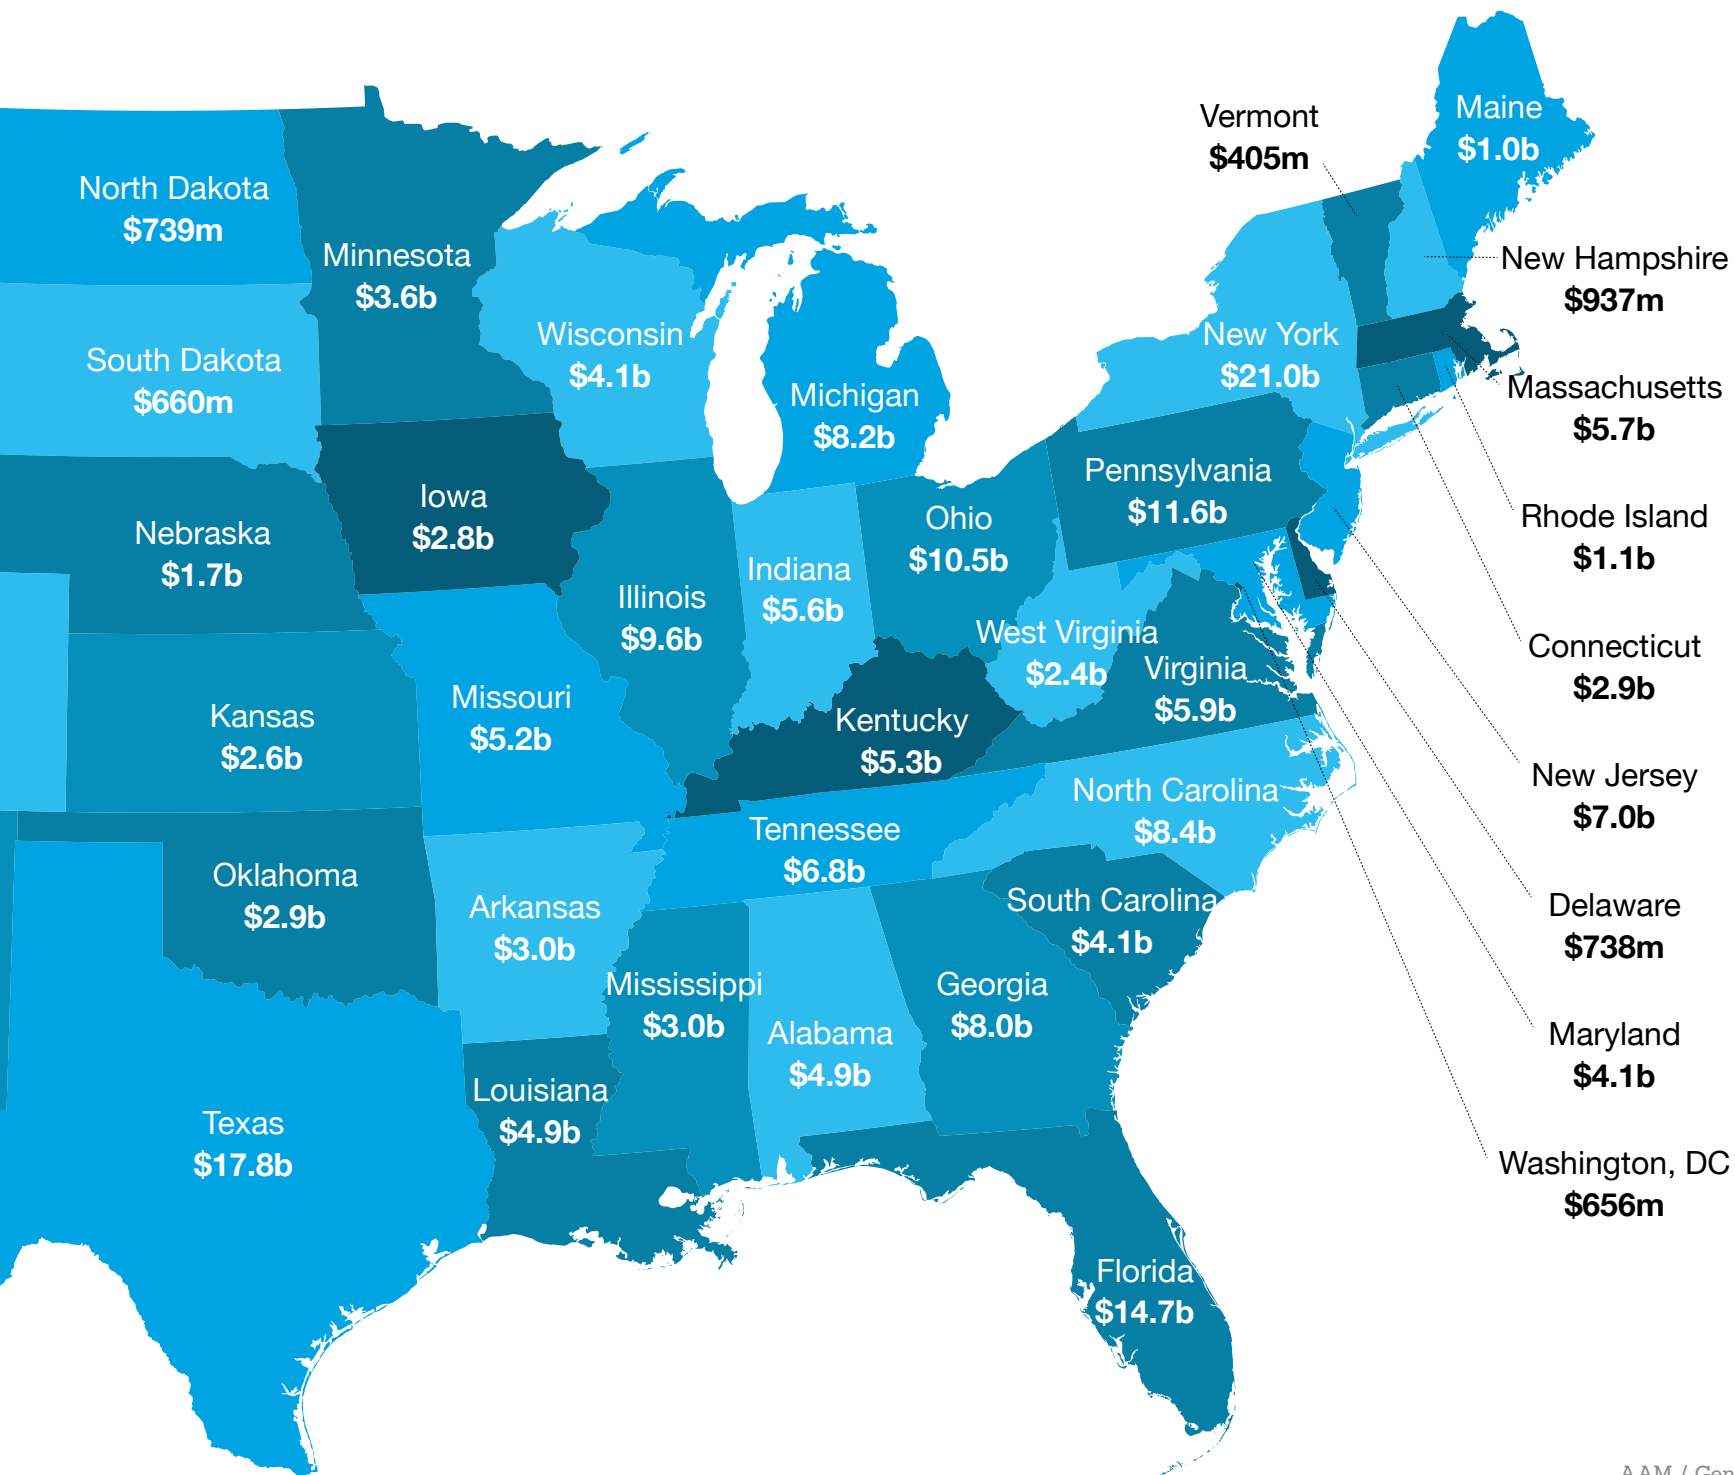 Maine
$1.0b
Vermont
$405m
North Dakota
$739m
Minnesota
$3.6b
New Hampshire
$937m
Wisconsin
$4.1b
New York
$21.0b
South Dakota
$660m
Michigan
$8.2b
Massachusetts
$5.7b
Pennsylvania
$11.6b
Iowa
$2.8b
Ohio
$10.5b
Rhode Island
$1.1b
Nebraska
$1.7b
Indiana
$5.6b
Illinois
$9.6b
West Virginia
$2.4b
Virginia
$5.9b
Connecticut
$2.9b
Missouri
$5.2b
Kansas
$2.6b
Kentucky
$5.3b
New Jersey
$7.0b
North Carolina
$8.4b
Tennessee
$6.8b
Oklahoma
$2.9b
Arkansas
$3.0b
South Carolina
$4.1b
Delaware
$738m
Mississippi
$3.0b
Georgia
$8.0b
Alabama
$4.9b
Maryland
$4.1b
Louisiana
$4.9b
Texas
$17.8b
Washington, DC
$656m
Florida
$14.7b
AAM /